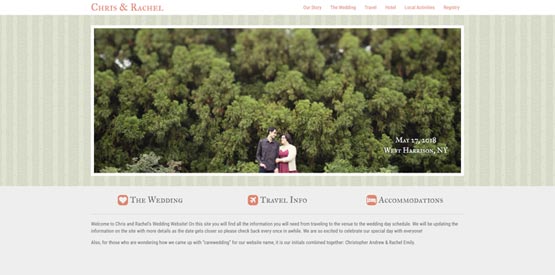 Chris & Rachel
Our Story The Wedding Travel Hotel Local Activities Registry
May 27, 2018
West Harrison, NY
The Wedding Travel Info Accommodations
Welcome to Chris and Rachel's Wedding Website! On this site you will find all the information you will need from traveling to the venue to the wedding day schedule. We will be updating the
information on the site with more details as the date gets closer so please check back every once in awhile. We are so excited to celebrate our special day with everyone!
Also, for those who are wondering how we came up with "carewedding" for our website name, it is our initials combined together: Christopher Andrew & Rachel Emily.